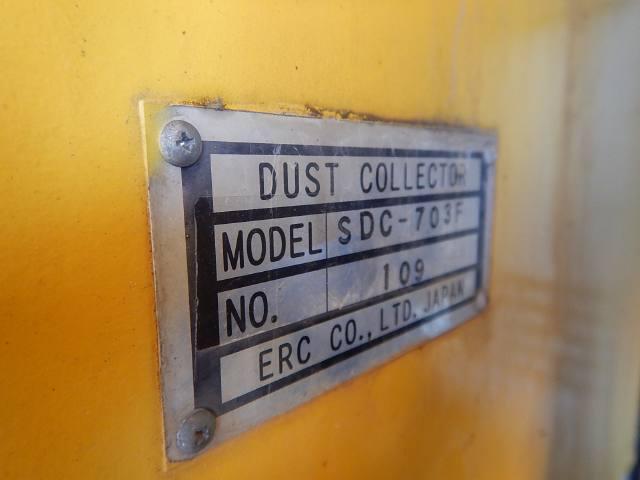 DUST COLLECTOR
MODEL SDC-703F
NO. 109
ERC CO., LTD. JAPAN